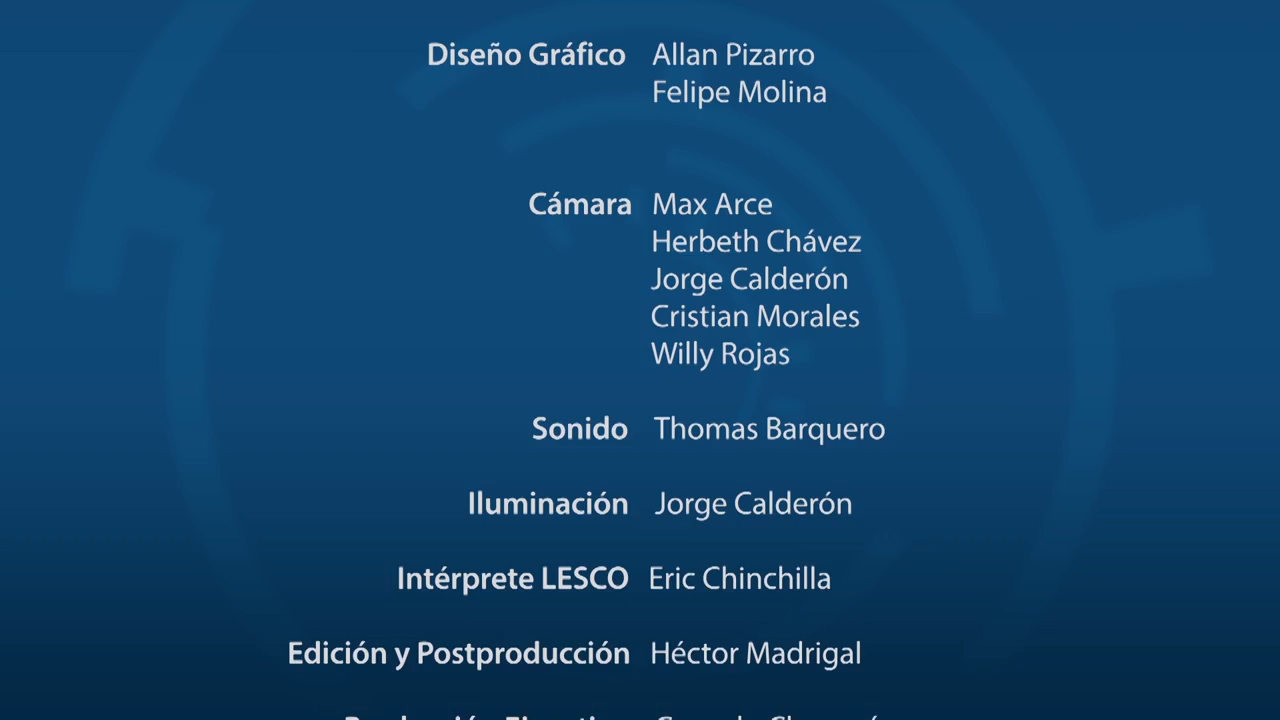 Diseño Gráfico Allan Pizarro
Felipe Molina
Cámara Max Arce
Herbeth Chávez
Jorge Calderón
Cristian Morales
Willy Rojas
Sonido Thomas Barquero
Iluminación Jorge Calderón
Intérprete LESCO Eric Chinchilla
Edición y Postproducción Héctor Madrigal